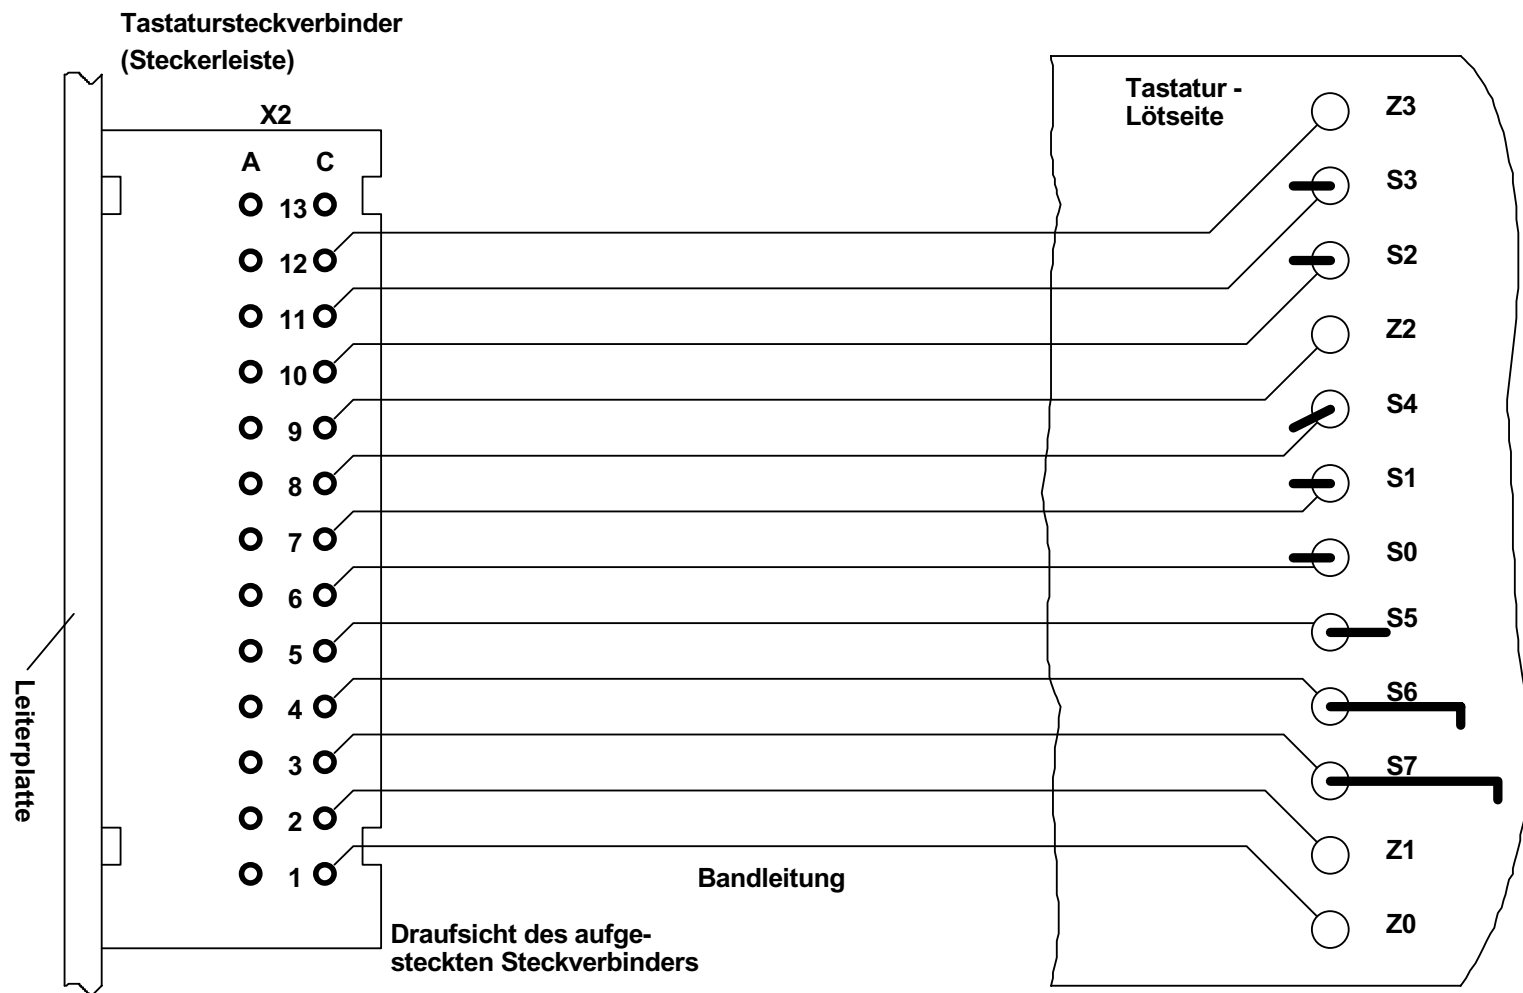 Tastatursteckverbinder
(Steckerleiste)
X2
A C
13
12
11
10
9
8
7
6
5
4
3
2
1
Leiterplatte
Draufsicht des aufge-
steckten Steckverbinders
Bandleitung
Tastatur -
Lötseite
Z3
S3
S2
Z2
S4
S1
S0
S5
S6
S7
Z1
Z0